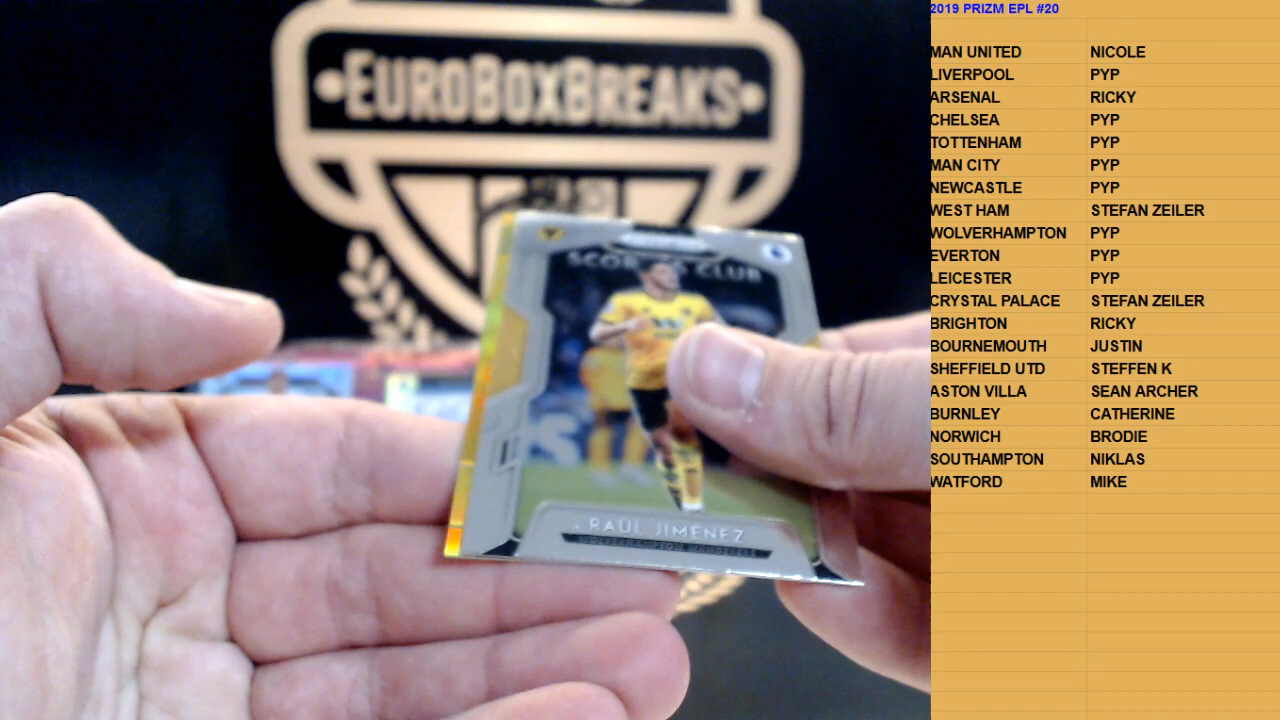 EUROBOXBREAKS
SCORERS CLUB
RAÚL JIMÉNEZ
WOLVERHAMPTON WANDERERS
2019 PRIZM EPL #20
MAN UNITED NICOLE
LIVERPOOL PYP
ARSENAL RICKY
CHELSEA PYP
TOTTENHAM PYP
MAN CITY PYP
NEWCASTLE PYP
WEST HAM STEFAN ZEILER
WOLVERHAMPTON PYP
EVERTON PYP
LEICESTER PYP
CRYSTAL PALACE STEFAN ZEILER
BRIGHTON RICKY
BOURNEMOUTH JUSTIN
SHEFFIELD UTD STEFFEN K
ASTON VILLA SEAN ARCHER
BURNLEY CATHERINE
NORWICH BRODIE
SOUTHAMPTON NIKLAS
WATFORD MIKE